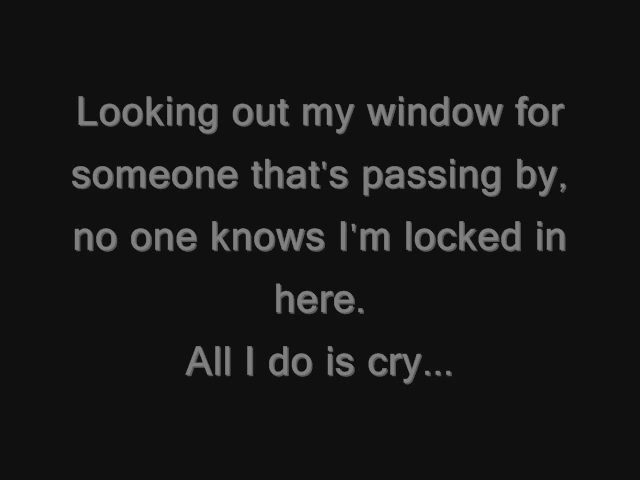 Looking out my window for
someone that's passing by,
no one knows I'm locked in
here.
All I do is cry...